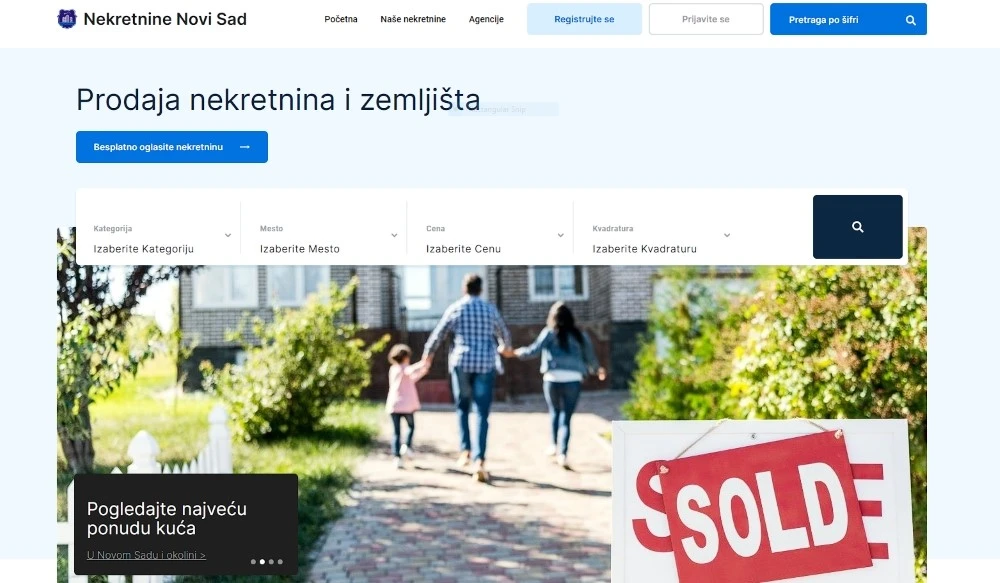 Nekretnine Novi Sad
Početna
Naše nekretnine
Agencije
Registrujte se
Prijavite se
Pretraga po šifri
Prodaja nekretnina i zemljišta
Besplatno oglasite nekretninu →
Kategorija
Izaberite Kategoriju
Mesto
Izaberite Mesto
Cena
Izaberite Cenu
Kvadratura
Izaberite Kvadraturu
SOLD
Pogledajte najveću
ponudu kuća
U Novom Sadu i okolini >